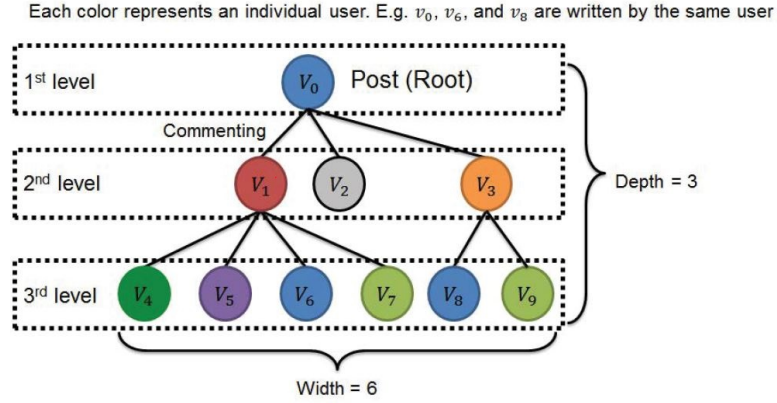 Each color represents an individual user. E.g. v₀, v₆, and v₈ are written by the same user
1st level
V₀
Post (Root)
Commenting
2nd level
V₁
V₂
V₃
Depth = 3
3rd level
V₄
V₅
V₆
V₇
V₈
V₉
Width = 6